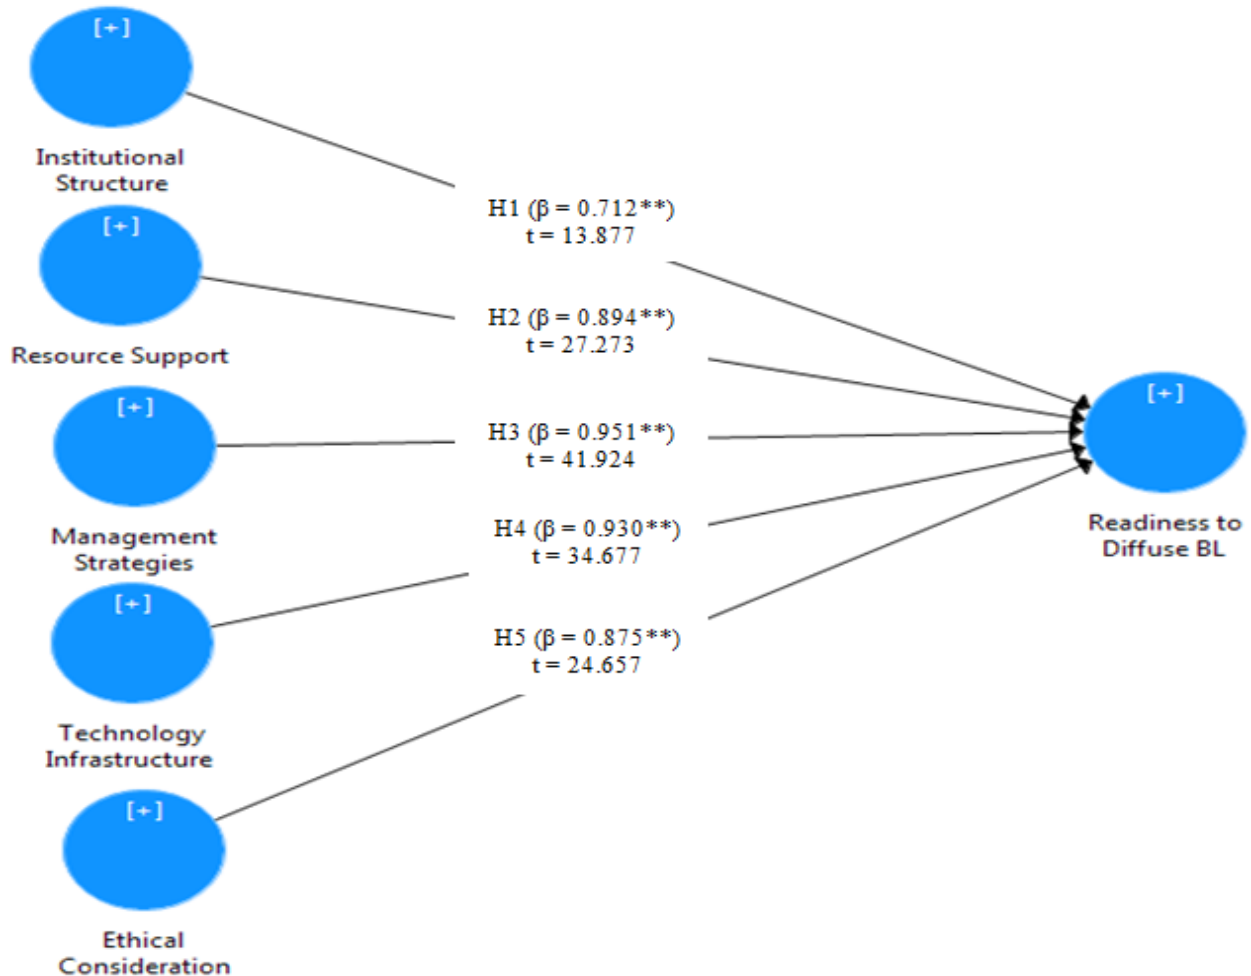 [+]
Institutional
Structure
[+]
Resource Support
[+]
Management
Strategies
[+]
Technology
Infrastructure
[+]
Ethical
Consideration
H1 (β = 0.712**)
t = 13.877
H2 (β = 0.894**)
t = 27.273
H3 (β = 0.951**)
t = 41.924
H4 (β = 0.930**)
t = 34.677
H5 (β = 0.875**)
t = 24.657
[+]
Readiness to
Diffuse BL